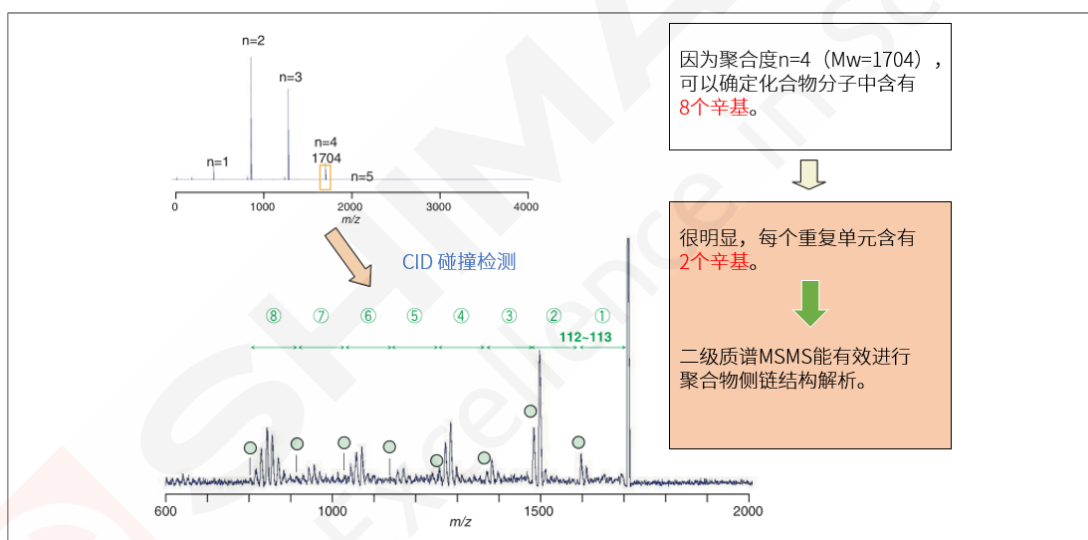 n=2
n=3
n=4
1704
n=1
n=5
0
1000
2000
3000
4000
m/z
CID 碰撞检测
⑧ ⑦ ⑥ ⑤ ④ ③ ② ①
112~113
600
1000
1500
2000
m/z
因为聚合度n=4（Mw=1704），
可以确定化合物分子中含有
8个辛基。
很明显，每个重复单元含有
2个辛基。
二级质谱MSMS能有效进行
聚合物侧链结构解析。
SHIMA
Excellence in Sc